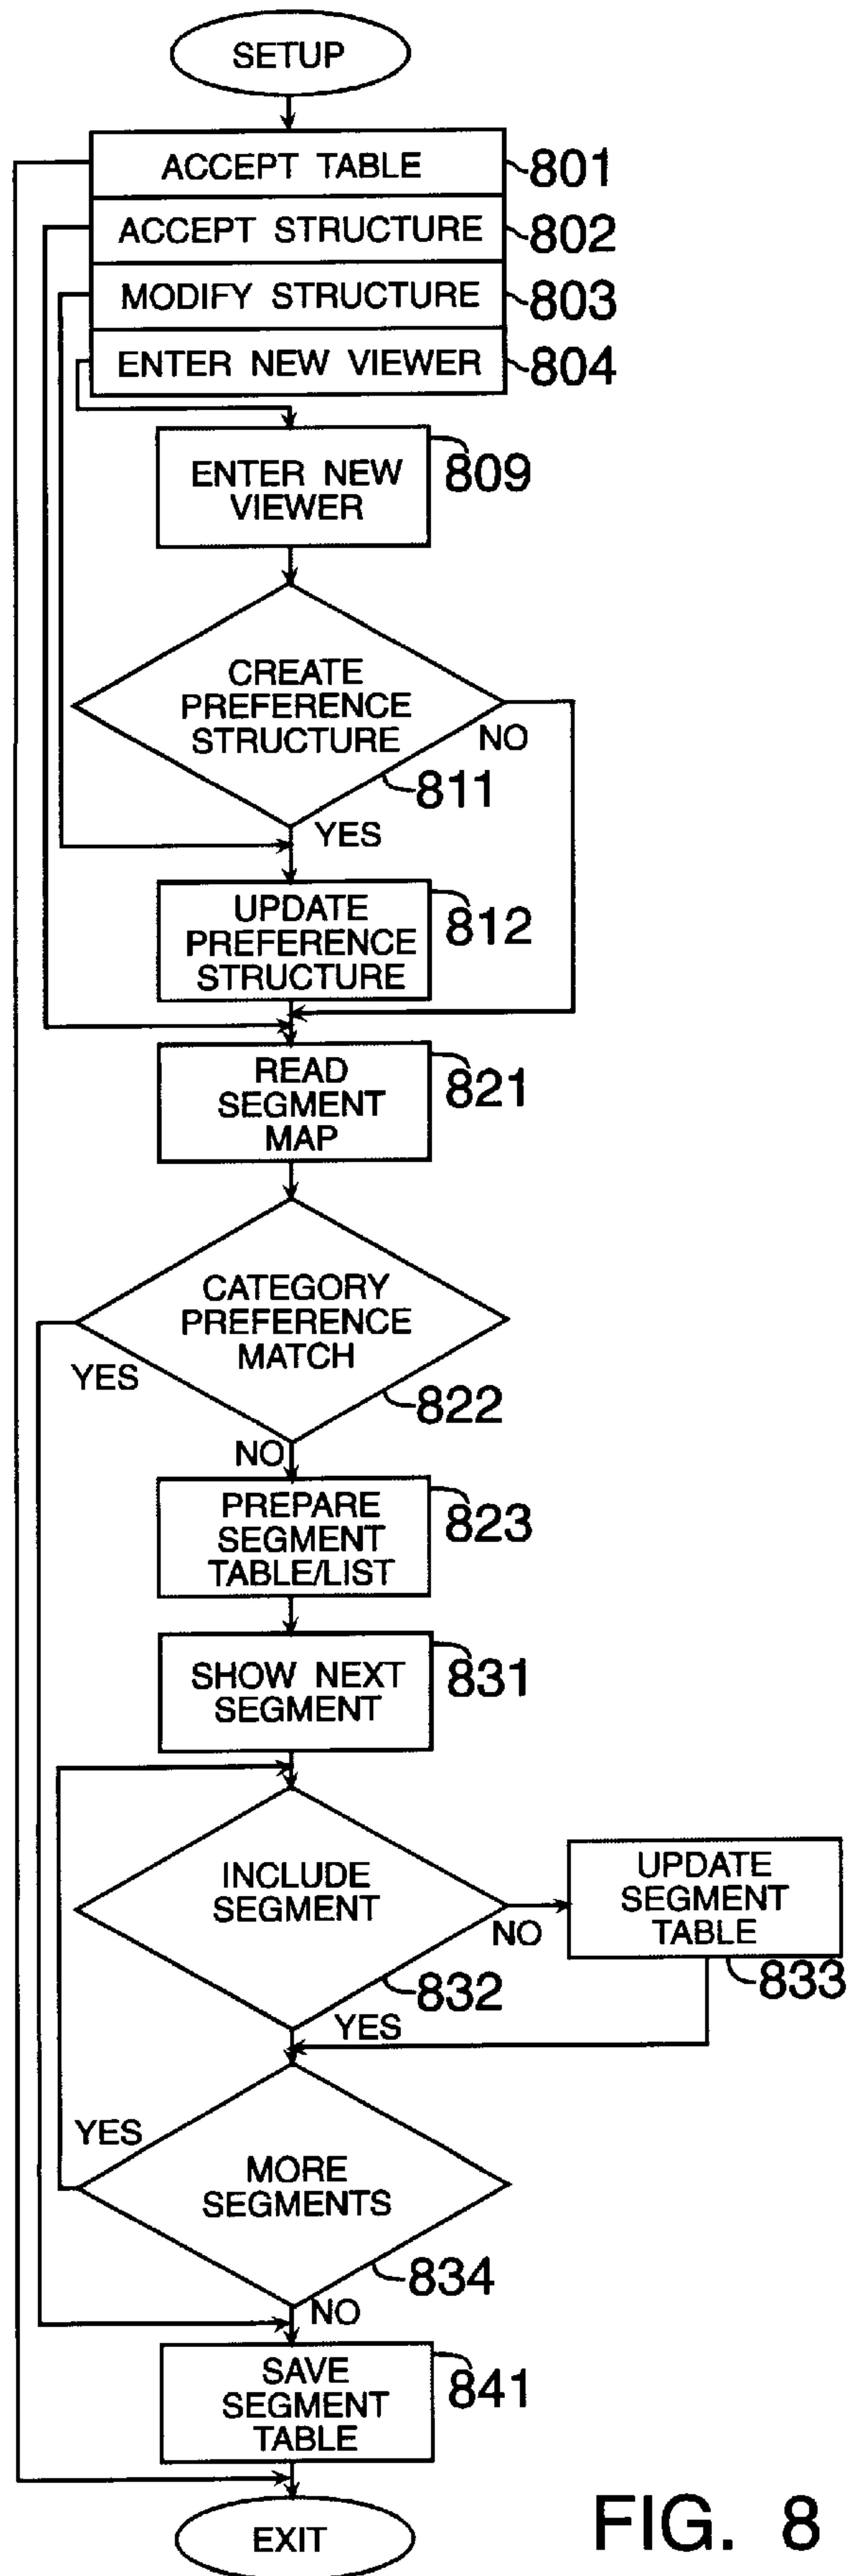 SETUP
ACCEPT TABLE
801
ACCEPT STRUCTURE
802
MODIFY STRUCTURE
803
ENTER NEW VIEWER
804
ENTER NEW
VIEWER
809
CREATE
PREFERENCE
STRUCTURE
NO
811
YES
UPDATE
PREFERENCE
STRUCTURE
812
READ
SEGMENT
MAP
821
CATEGORY
PREFERENCE
MATCH
YES
822
NO
PREPARE
SEGMENT
TABLE/LIST
823
SHOW NEXT
SEGMENT
831
INCLUDE
SEGMENT
NO
832
YES
UPDATE
SEGMENT
TABLE
833
YES
MORE
SEGMENTS
834
NO
SAVE
SEGMENT
TABLE
841
EXIT
FIG. 8